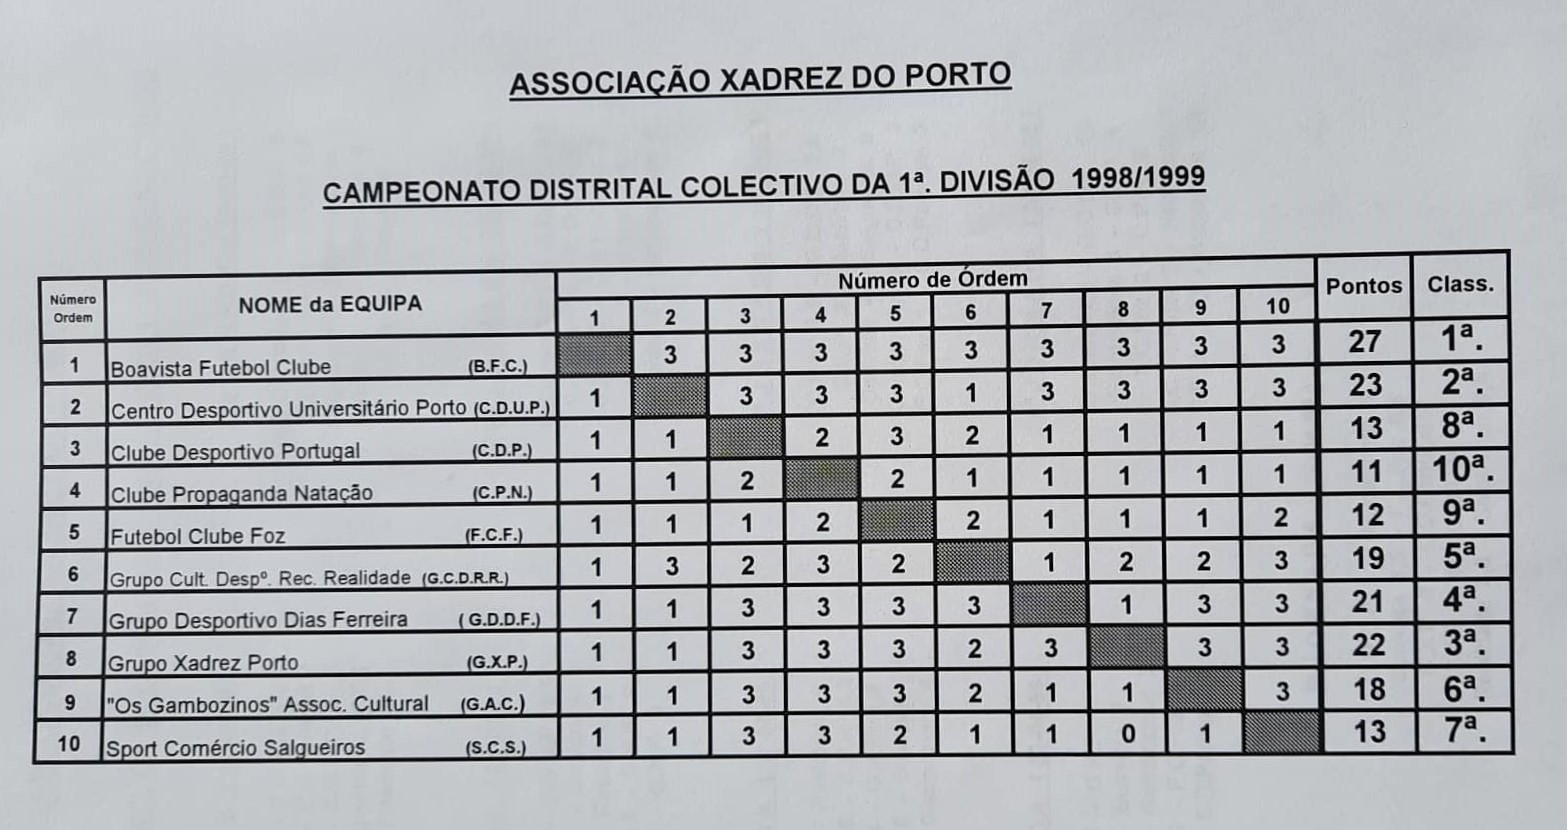 ASSOCIAÇÃO XADREZ DO PORTO
CAMPEONATO DISTRITAL COLECTIVO DA 1ª. DIVISÃO 1998/1999
Número Ordem NOME da EQUIPA Número de Órdem Pontos Class.
1 2 3 4 5 6 7 8 9 10
1 Boavista Futebol Clube (B.F.C.) 3 3 3 3 3 3 3 3 3 27 1ª.
2 Centro Desportivo Universitário Porto (C.D.U.P.) 1 3 3 3 1 3 3 3 3 23 2ª.
3 Clube Desportivo Portugal (C.D.P.) 1 1 2 3 2 1 1 1 1 13 8ª.
4 Clube Propaganda Natação (C.P.N.) 1 1 2 2 1 1 1 1 1 11 10ª.
5 Futebol Clube Foz (F.C.F.) 1 1 1 2 2 1 1 1 2 12 9ª.
6 Grupo Cult. Despº. Rec. Realidade (G.C.D.R.R.) 1 3 2 3 2 1 2 2 3 19 5ª.
7 Grupo Desportivo Dias Ferreira ( G.D.D.F.) 1 1 3 3 3 3 1 3 3 21 4ª.
8 Grupo Xadrez Porto (G.X.P.) 1 1 3 3 3 2 3 3 3 22 3ª.
9 "Os Gambozinos" Assoc. Cultural (G.A.C.) 1 1 3 3 3 2 1 1 3 18 6ª.
10 Sport Comércio Salgueiros (S.C.S.) 1 1 3 3 2 1 1 0 1 13 7ª.